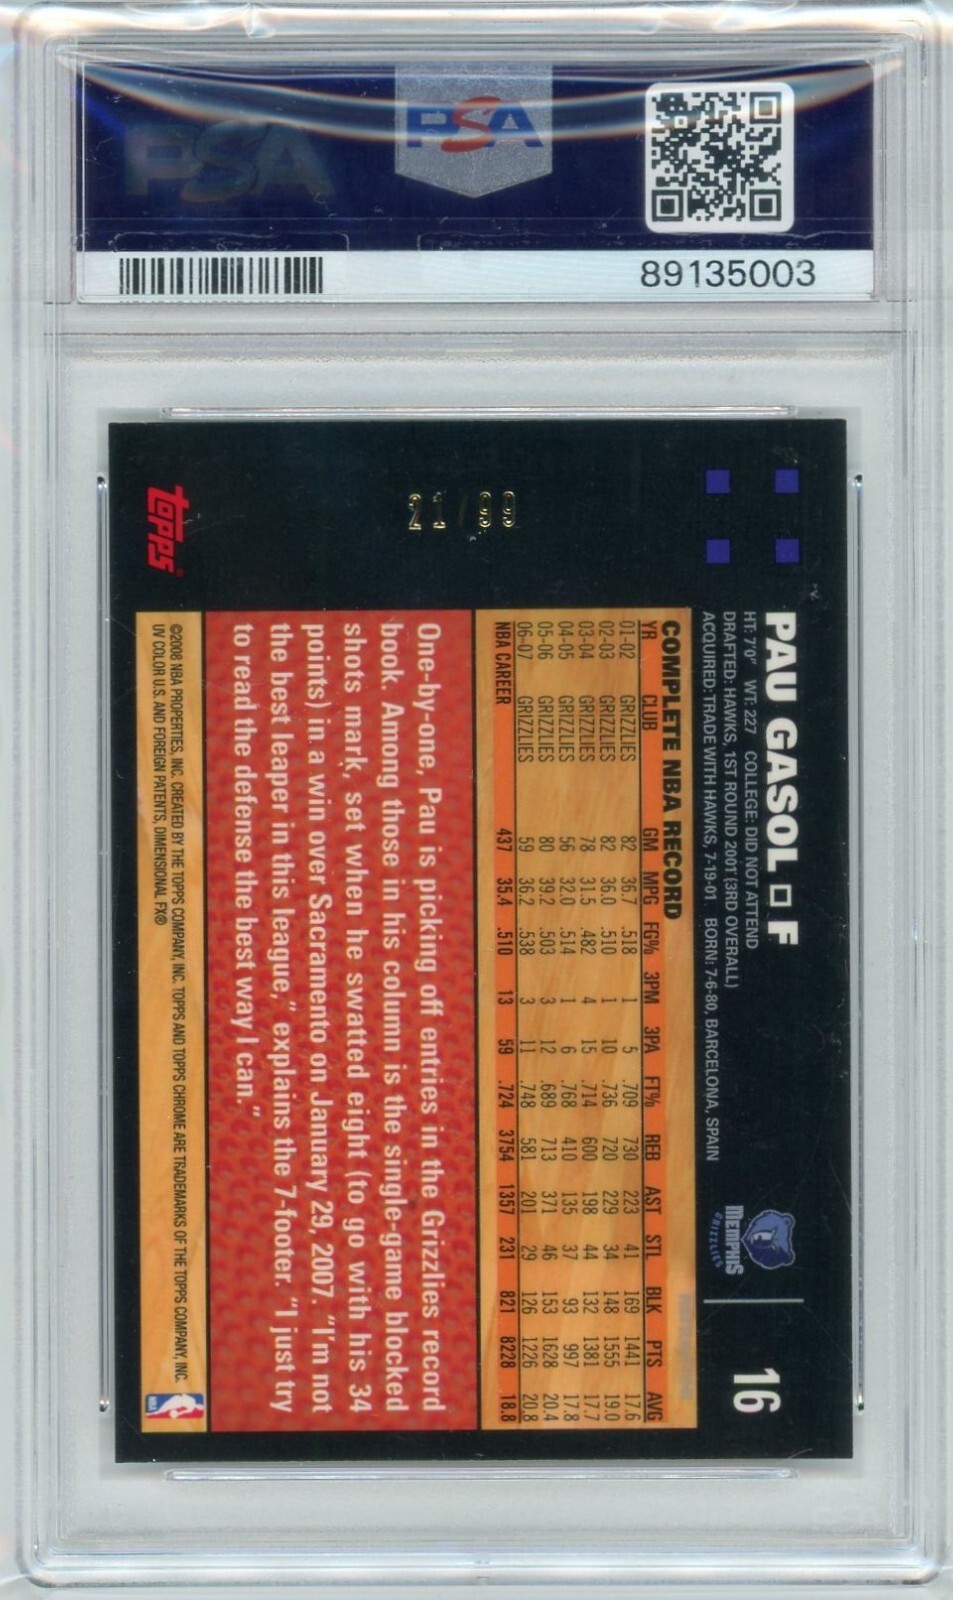 PSA
PSA
89135003
21/99
topps
PAU GASOL F
HT: 7'0" WT: 227 COLLEGE: DID NOT ATTEND
DRAFTED: HAWKS, 1ST ROUND 2001 (3RD OVERALL)
ACQUIRED: TRADE WITH HAWKS, 7-19-01 BORN: 7-6-80, BARCELONA, SPAIN
MEMPHIS
GRIZZLIES
16
COMPLETE NBA RECORD
YR CLUB GM MPG FG% 3PM 3PA FT% REB AST STL BLK PTS AVG
01-02 GRIZZLIES 82 36.7 .518 1 5 .709 730 223 41 169 1441 17.6
02-03 GRIZZLIES 82 36.0 .510 1 10 .736 720 229 34 148 1555 19.0
03-04 GRIZZLIES 78 31.5 .482 4 15 .714 600 198 44 132 1381 17.7
04-05 GRIZZLIES 56 32.0 .514 1 6 .768 410 135 37 93 997 17.8
05-06 GRIZZLIES 80 39.2 .503 3 12 .689 713 371 46 153 1628 20.4
06-07 GRIZZLIES 59 36.2 .538 3 11 .748 581 201 29 126 1226 20.8
NBA CAREER 437 35.4 .510 13 59 .724 3754 1357 231 821 8228 18.8
One-by-one, Pau is picking off entries in the Grizzlies record
book. Among those in his column is the single-game blocked
shots mark, set when he swatted eight (to go with his 34
points) in a win over Sacramento on January 29, 2007. "I'm not
the best leaper in this league," explains the 7-footer. "I just try
to read the defense the best way I can."
©2008 NBA PROPERTIES, INC. CREATED BY THE TOPPS COMPANY, INC. TOPPS AND TOPPS CHROME ARE TRADEMARKS OF THE TOPPS COMPANY, INC.
UV COLOR U.S. AND FOREIGN PATENTS, DIMENSIONAL FX®
NBA